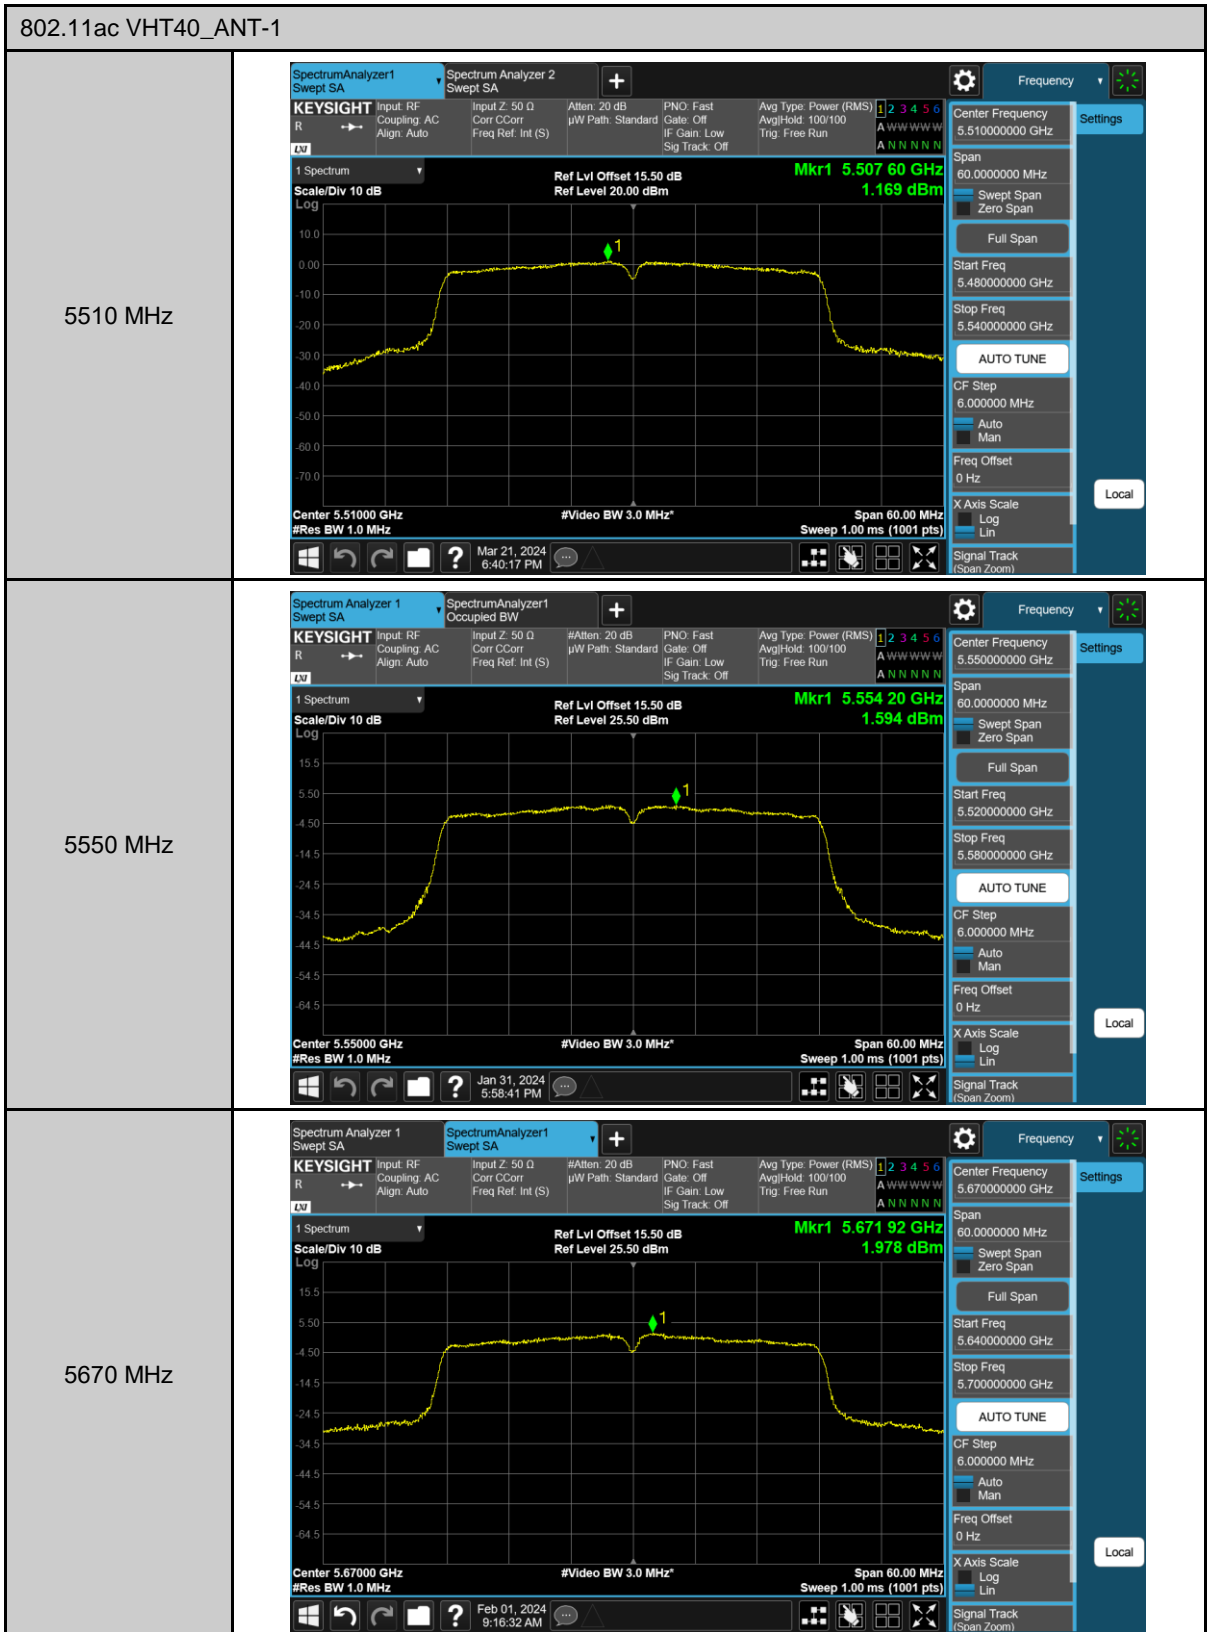 802.11ac VHT40_ANT-1
5510 MHz
SpectrumAnalyzer1
Swept SA
Spectrum Analyzer 2
Swept SA
Frequency
KEYSIGHT
R
LXI
Input: RF
Coupling: AC
Align: Auto
Input Z: 50 Ω
Corr CCorr
Freq Ref: Int (S)
Atten: 20 dB
µW Path: Standard
PNO: Fast
Gate: Off
IF Gain: Low
Sig Track: Off
Avg Type: Power (RMS)
Avg|Hold: 100/100
Trig: Free Run
1 2 3 4 5 6
A W W W W W
A N N N N N
1 Spectrum
Scale/Div 10 dB
Log
Ref Lvl Offset 15.50 dB
Ref Level 20.00 dBm
Mkr1 5.507 60 GHz
1.169 dBm
1
10.0
0.00
-10.0
-20.0
-30.0
-40.0
-50.0
-60.0
-70.0
Center 5.51000 GHz
#Res BW 1.0 MHz
#Video BW 3.0 MHz*
Span 60.00 MHz
Sweep 1.00 ms (1001 pts)
?
Mar 21, 2024
6:40:17 PM
Center Frequency
5.510000000 GHz
Span
60.0000000 MHz
Swept Span
Zero Span
Full Span
Start Freq
5.480000000 GHz
Stop Freq
5.540000000 GHz
AUTO TUNE
CF Step
6.000000 MHz
Auto
Man
Freq Offset
0 Hz
X Axis Scale
Log
Lin
Signal Track
(Span Zoom)
Settings
Local
5550 MHz
Spectrum Analyzer 1
Swept SA
SpectrumAnalyzer1
Occupied BW
Frequency
KEYSIGHT
R
LXI
Input: RF
Coupling: AC
Align: Auto
Input Z: 50 Ω
Corr CCorr
Freq Ref: Int (S)
#Atten: 20 dB
µW Path: Standard
PNO: Fast
Gate: Off
IF Gain: Low
Sig Track: Off
Avg Type: Power (RMS)
Avg|Hold: 100/100
Trig: Free Run
1 2 3 4 5 6
A W W W W W
A N N N N N
1 Spectrum
Scale/Div 10 dB
Log
Ref Lvl Offset 15.50 dB
Ref Level 25.50 dBm
Mkr1 5.554 20 GHz
1.594 dBm
1
15.5
5.50
-4.50
-14.5
-24.5
-34.5
-44.5
-54.5
-64.5
Center 5.55000 GHz
#Res BW 1.0 MHz
#Video BW 3.0 MHz*
Span 60.00 MHz
Sweep 1.00 ms (1001 pts)
?
Jan 31, 2024
5:58:41 PM
Center Frequency
5.550000000 GHz
Span
60.0000000 MHz
Swept Span
Zero Span
Full Span
Start Freq
5.520000000 GHz
Stop Freq
5.580000000 GHz
AUTO TUNE
CF Step
6.000000 MHz
Auto
Man
Freq Offset
0 Hz
X Axis Scale
Log
Lin
Signal Track
(Span Zoom)
Settings
Local
5670 MHz
Spectrum Analyzer 1
Swept SA
SpectrumAnalyzer1
Swept SA
Frequency
KEYSIGHT
R
LXI
Input: RF
Coupling: AC
Align: Auto
Input Z: 50 Ω
Corr CCorr
Freq Ref: Int (S)
#Atten: 20 dB
µW Path: Standard
PNO: Fast
Gate: Off
IF Gain: Low
Sig Track: Off
Avg Type: Power (RMS)
Avg|Hold: 100/100
Trig: Free Run
1 2 3 4 5 6
A W W W W W
A N N N N N
1 Spectrum
Scale/Div 10 dB
Log
Ref Lvl Offset 15.50 dB
Ref Level 25.50 dBm
Mkr1 5.671 92 GHz
1.978 dBm
1
15.5
5.50
-4.50
-14.5
-24.5
-34.5
-44.5
-54.5
-64.5
Center 5.67000 GHz
#Res BW 1.0 MHz
#Video BW 3.0 MHz*
Span 60.00 MHz
Sweep 1.00 ms (1001 pts)
?
Feb 01, 2024
9:16:32 AM
Center Frequency
5.670000000 GHz
Span
60.0000000 MHz
Swept Span
Zero Span
Full Span
Start Freq
5.640000000 GHz
Stop Freq
5.700000000 GHz
AUTO TUNE
CF Step
6.000000 MHz
Auto
Man
Freq Offset
0 Hz
X Axis Scale
Log
Lin
Signal Track
(Span Zoom)
Settings
Local